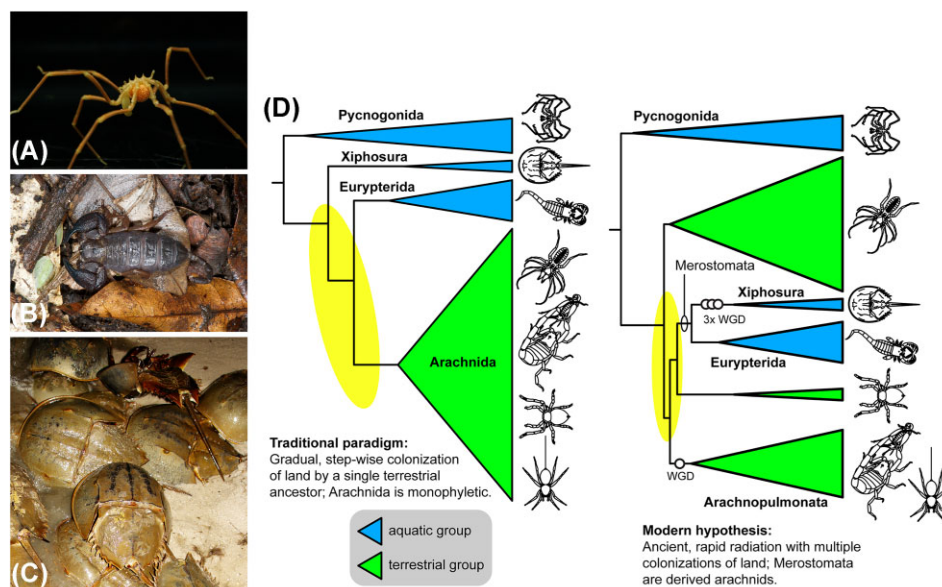 (A)
(B)
(C)
(D)
Pycnogonida
Xiphosura
Eurypterida
Arachnida
Traditional paradigm:
Gradual, step-wise colonization
of land by a single terrestrial
ancestor; Arachnida is monophyletic.
aquatic group
terrestrial group
Pycnogonida
Merostomata
Xiphosura
3x WGD
Eurypterida
WGD
Arachnopulmonata
Modern hypothesis:
Ancient, rapid radiation with multiple
colonizations of land; Merostomata
are derived arachnids.